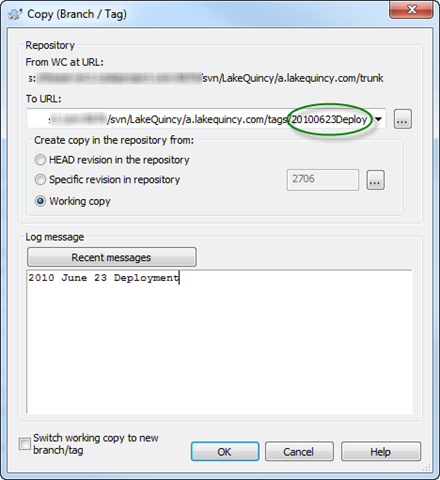 Copy (Branch / Tag)
Repository
From WC at URL:
s: /svn/LakeQuincy/a.lakequincy.com/trunk
To URL:
s: /svn/LakeQuincy/a.lakequincy.com/tags/20100623Deploy
...
Create copy in the repository from:
HEAD revision in the repository
Specific revision in repository
2706
...
Working copy
Log message
Recent messages
2010 June 23 Deployment
Switch working copy to new
branch/tag
OK
Cancel
Help